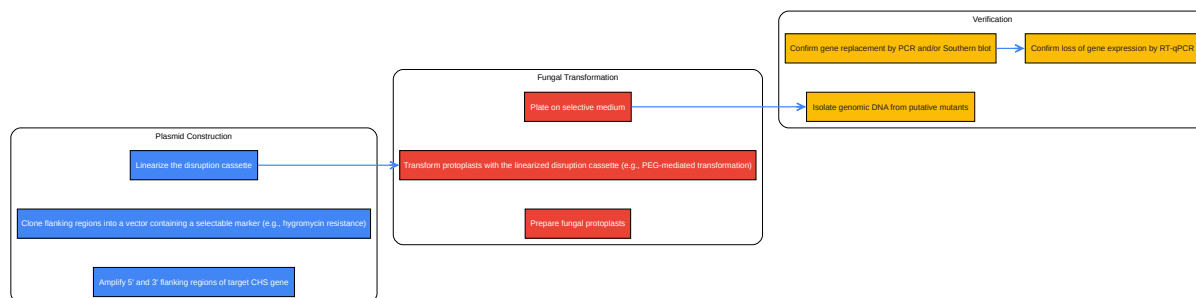 Plasmid Construction
Linearize the disruption cassette
Clone flanking regions into a vector containing a selectable marker (e.g., hygromycin resistance)
Amplify 5' and 3' flanking regions of target CHS gene
Fungal Transformation
Plate on selective medium
Transform protoplasts with the linearized disruption cassette (e.g., PEG-mediated transformation)
Prepare fungal protoplasts
Verification
Confirm gene replacement by PCR and/or Southern blot
Confirm loss of gene expression by RT-qPCR
Isolate genomic DNA from putative mutants